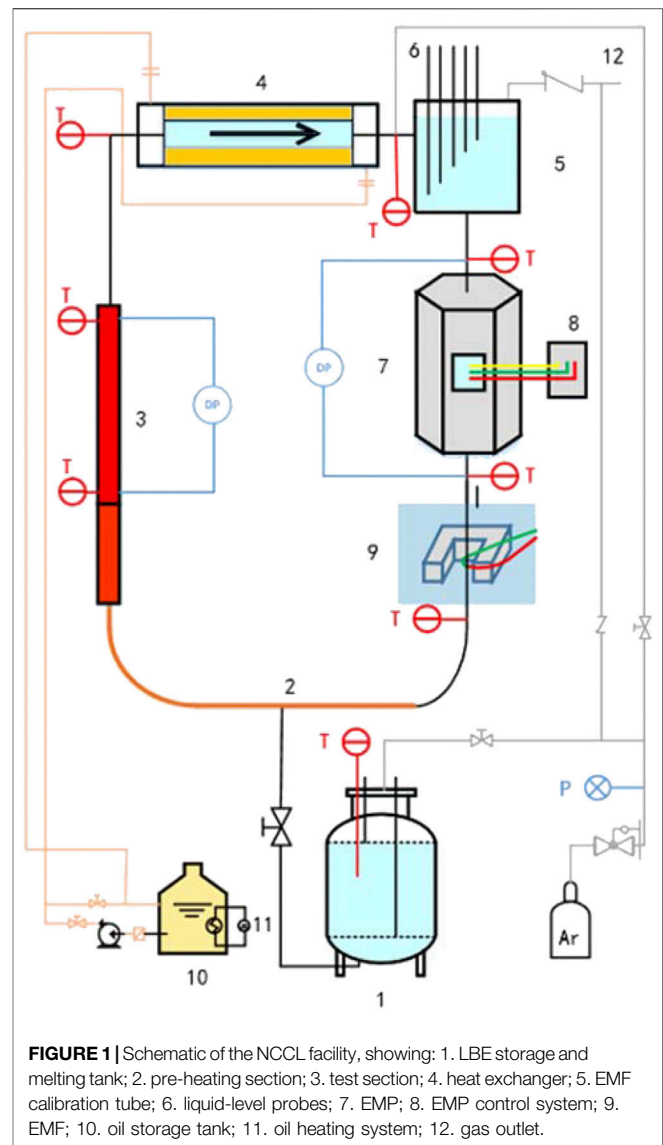 6
12
4
T
5
T
T
T
8
7
DP
DP
3
T
T
9
T
2
T
P
11
Ar
10
1
FIGURE 1 | Schematic of the NCCL facility, showing: 1. LBE storage and
melting tank; 2. pre-heating section; 3. test section; 4. heat exchanger; 5. EMF
calibration tube; 6. liquid-level probes; 7. EMP; 8. EMP control system; 9.
EMF; 10. oil storage tank; 11. oil heating system; 12. gas outlet.